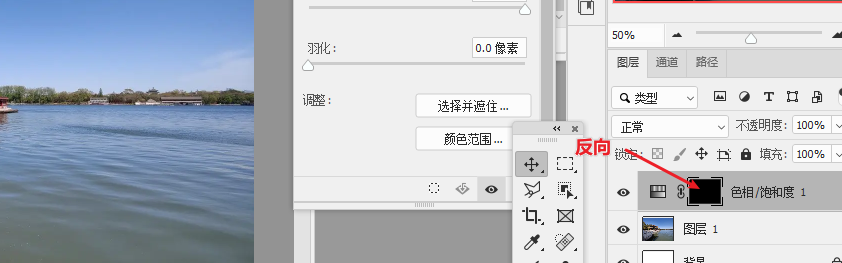 羽化:
0.0 像素
调整:
选择并遮住...
颜色范围...
50%
图层
通道
路径
类型
正常
不透明度:
100%
反向
锁定:
填充:
100%
色相/饱和度 1
图层 1